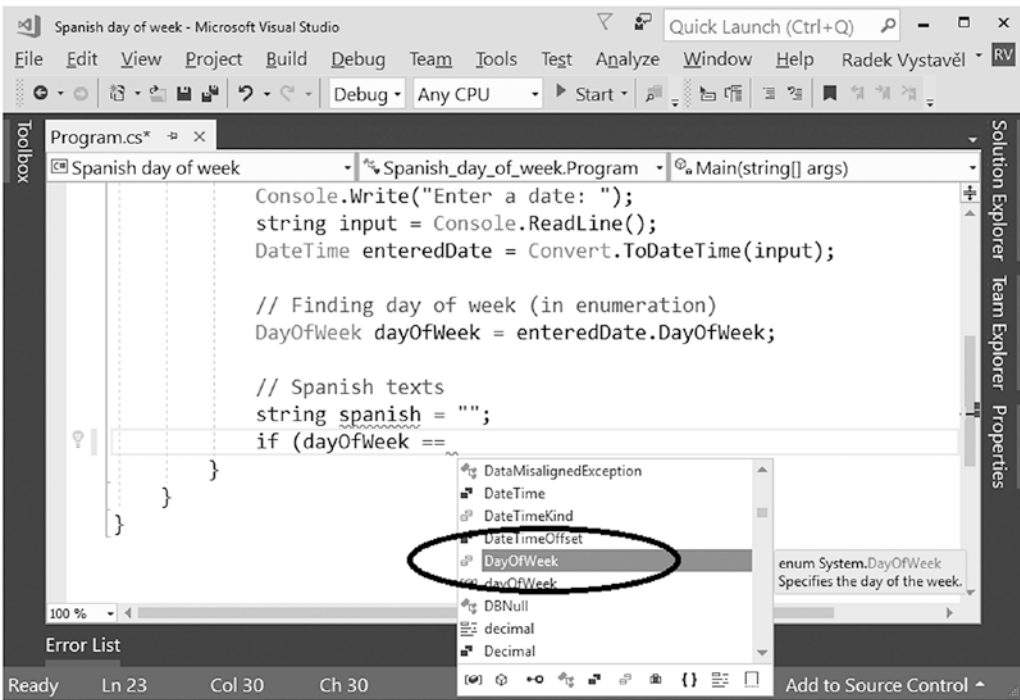 Spanish day of week - Microsoft Visual Studio
Quick Launch (Ctrl+Q)
File Edit View Project Build Debug Team Tools Test Analyze Window Help Radek Vystavěl RV
Debug Any CPU Start
Toolbox
Program.cs*
Spanish day of week Spanish_day_of_week.Program Main(string[] args)
Console.Write("Enter a date: ");
string input = Console.ReadLine();
DateTime enteredDate = Convert.ToDateTime(input);
// Finding day of week (in enumeration)
DayOfWeek dayOfWeek = enteredDate.DayOfWeek;
// Spanish texts
string spanish = "";
if (dayOfWeek ==
}
}
}
DataMisalignedException
DateTime
DateTimeKind
DateTimeOffset
DayOfWeek
dayOfWeek
DBNull
decimal
Decimal
enum System.DayOfWeek
Specifies the day of the week.
Solution Explorer
Team Explorer
Properties
100 %
Error List
Ready Ln 23 Col 30 Ch 30 Add to Source Control